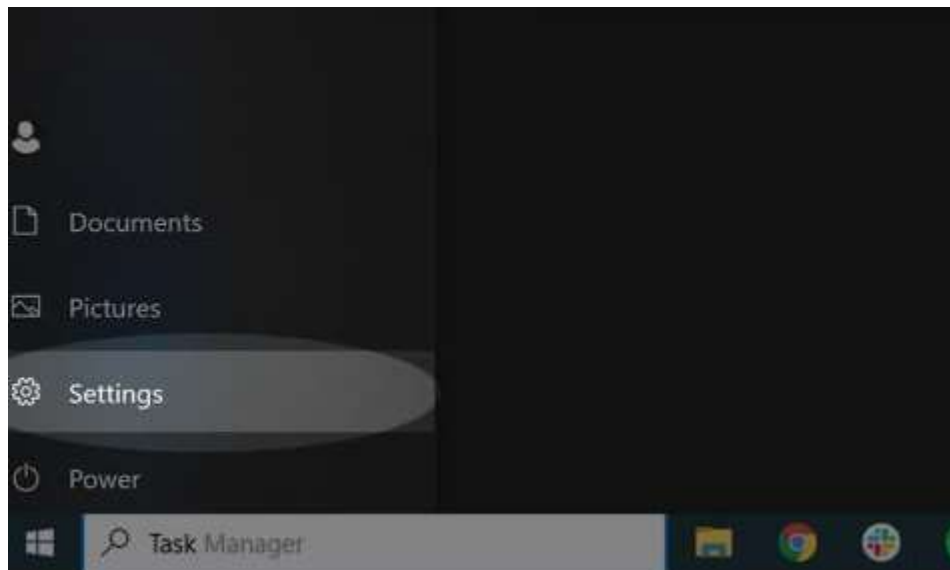 Documents
Pictures
Settings
Power
Task Manager